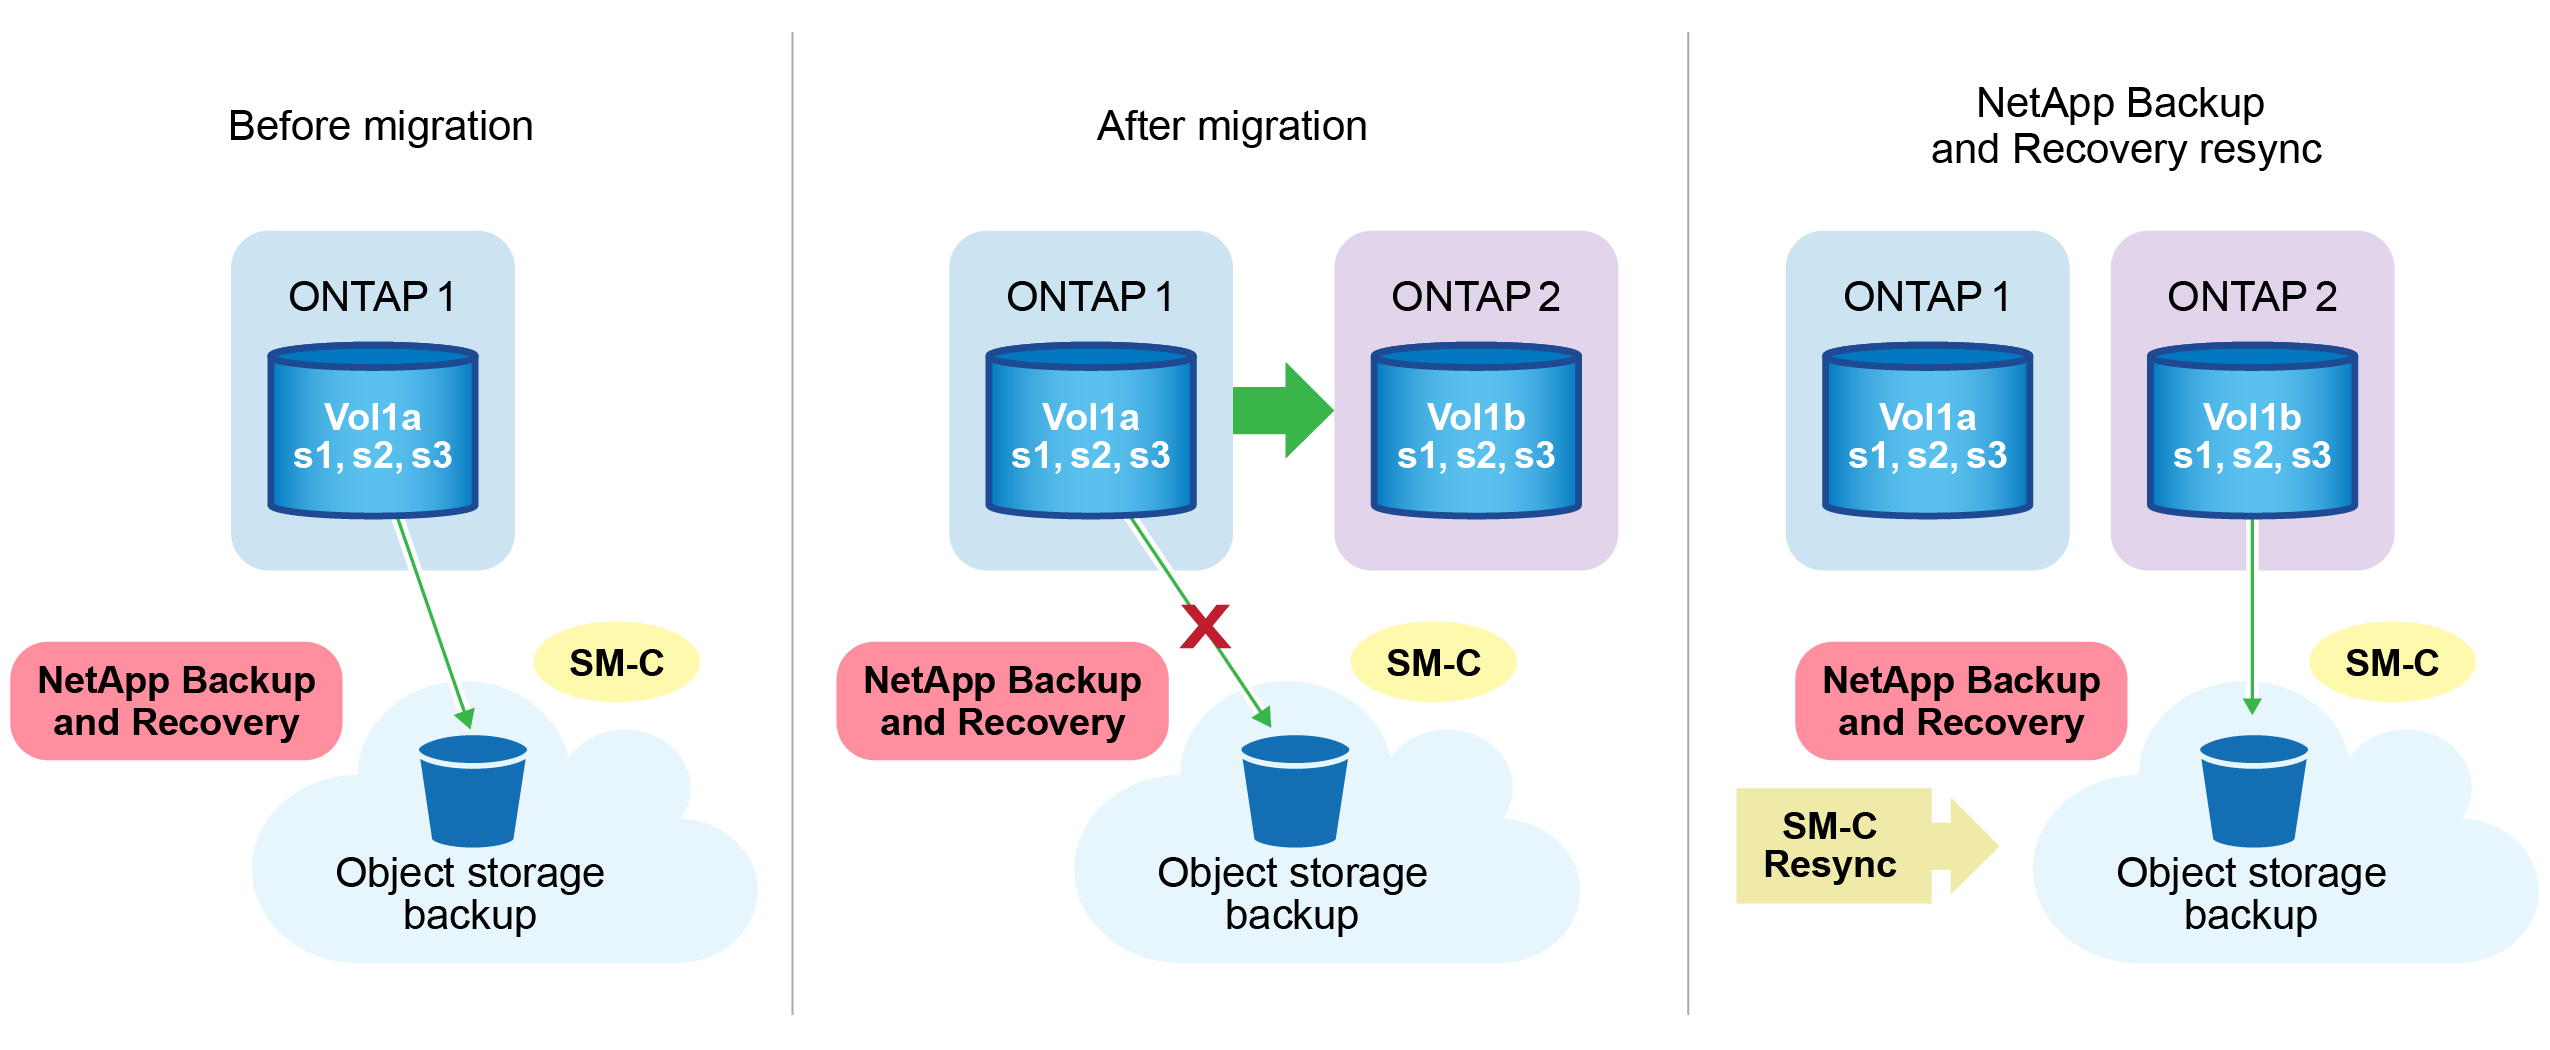 Before migration
ONTAP 1
Vol1a
s1, s2, s3
SM-C
NetApp Backup
and Recovery
Object storage
backup
After migration
ONTAP 1
Vol1a
s1, s2, s3
ONTAP 2
Vol1b
s1, s2, s3
X
SM-C
NetApp Backup
and Recovery
Object storage
backup
NetApp Backup
and Recovery resync
ONTAP 1
Vol1a
s1, s2, s3
ONTAP 2
Vol1b
s1, s2, s3
SM-C
NetApp Backup
and Recovery
SM-C
Resync
Object storage
backup